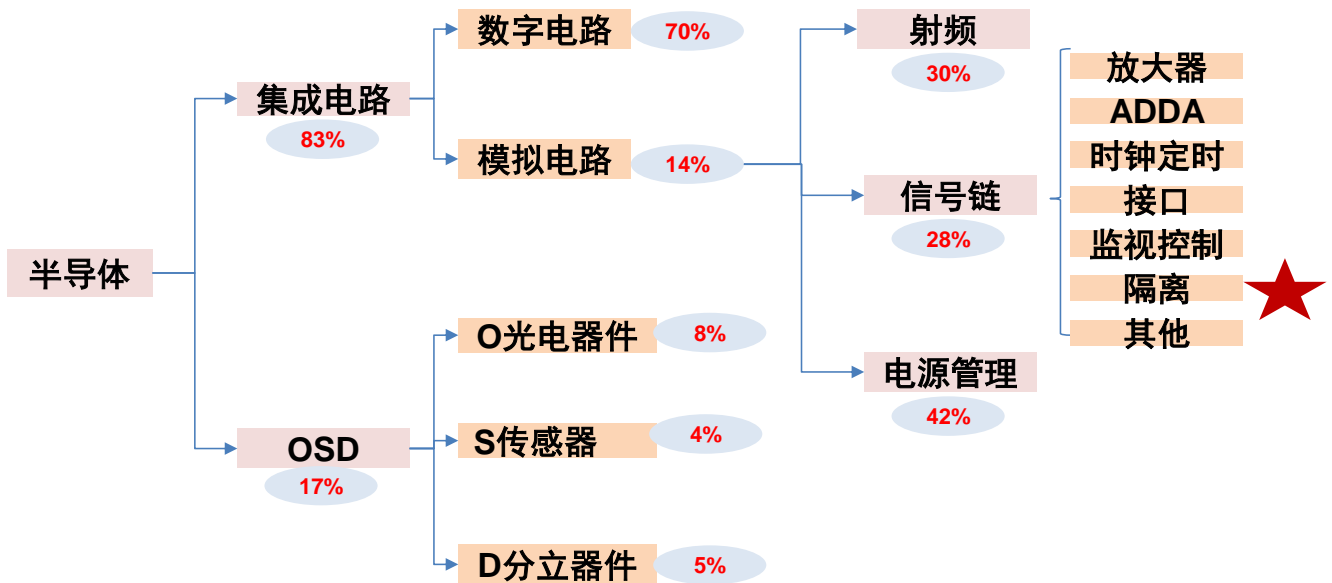 半导体
集成电路
83%
数字电路
70%
模拟电路
14%
射频
30%
信号链
28%
电源管理
42%
放大器
ADDA
时钟定时
接口
监视控制
隔离
其他
OSD
17%
O光电器件
8%
S传感器
4%
D分立器件
5%